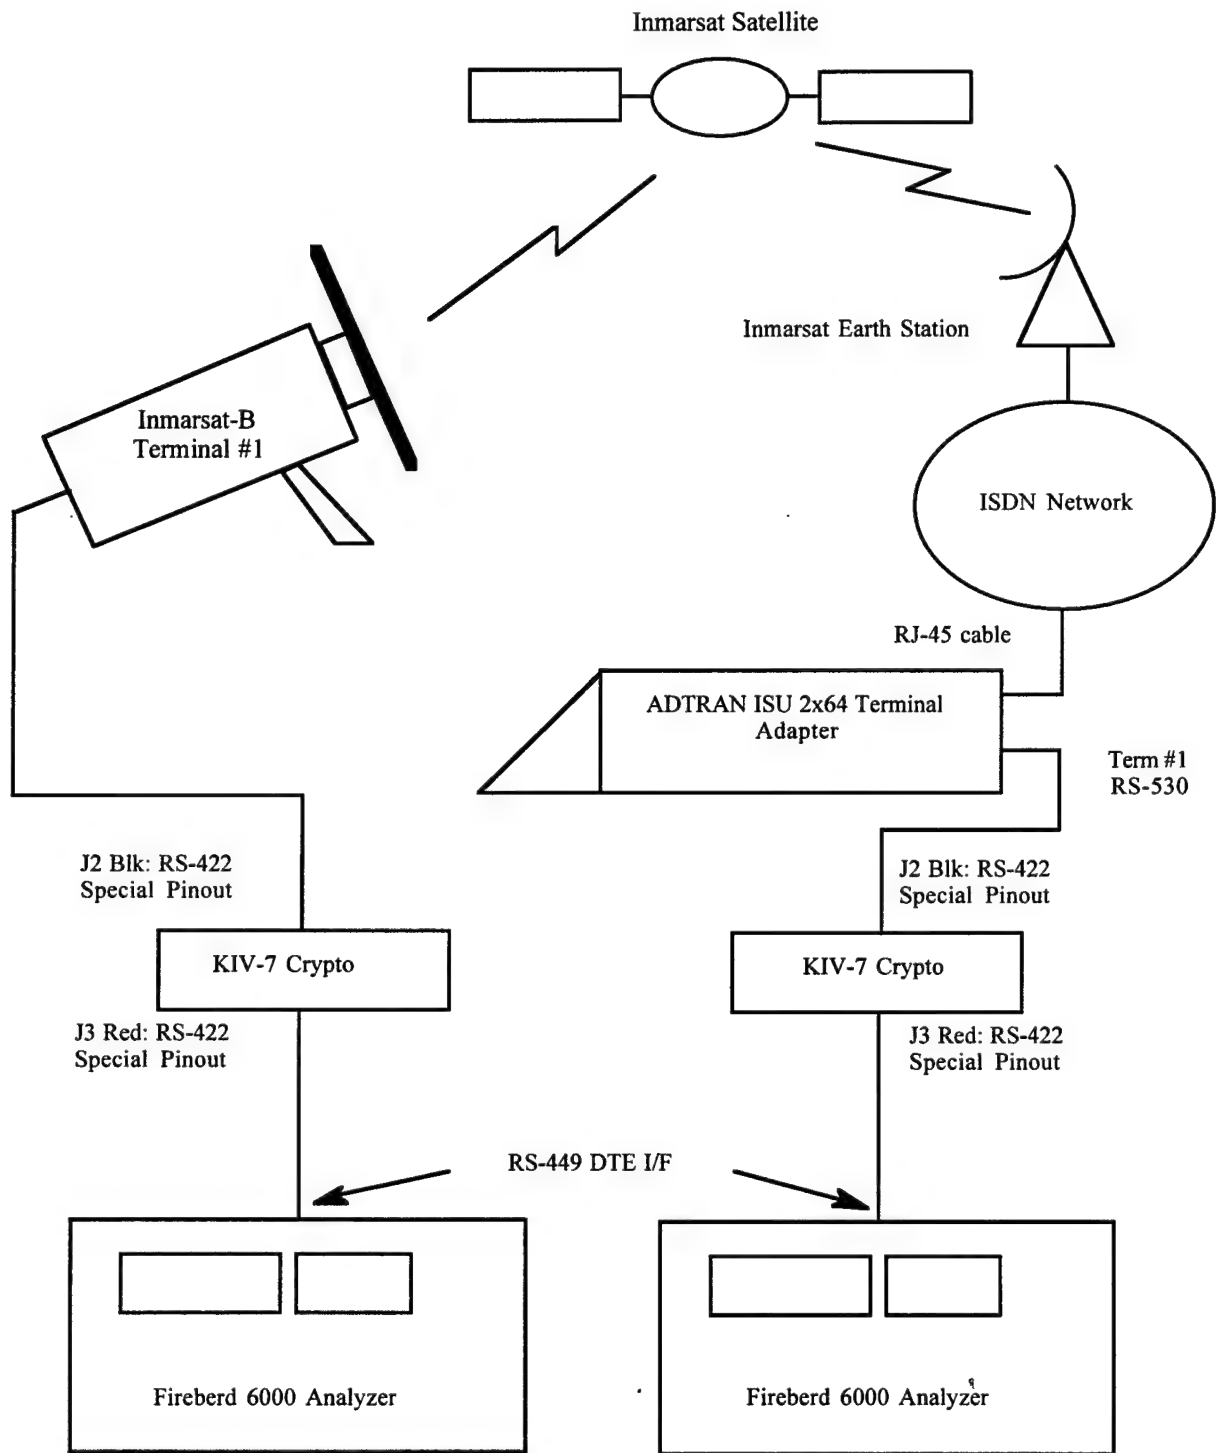 Inmarsat Satellite
Inmarsat Earth Station
Inmarsat-B
Terminal #1
ISDN Network
RJ-45 cable
ADTRAN ISU 2x64 Terminal
Adapter
Term #1
RS-530
J2 Blk: RS-422
Special Pinout
J2 Blk: RS-422
Special Pinout
KIV-7 Crypto
KIV-7 Crypto
J3 Red: RS-422
Special Pinout
J3 Red: RS-422
Special Pinout
RS-449 DTE I/F
Fireberd 6000 Analyzer
Fireberd 6000 Analyzer